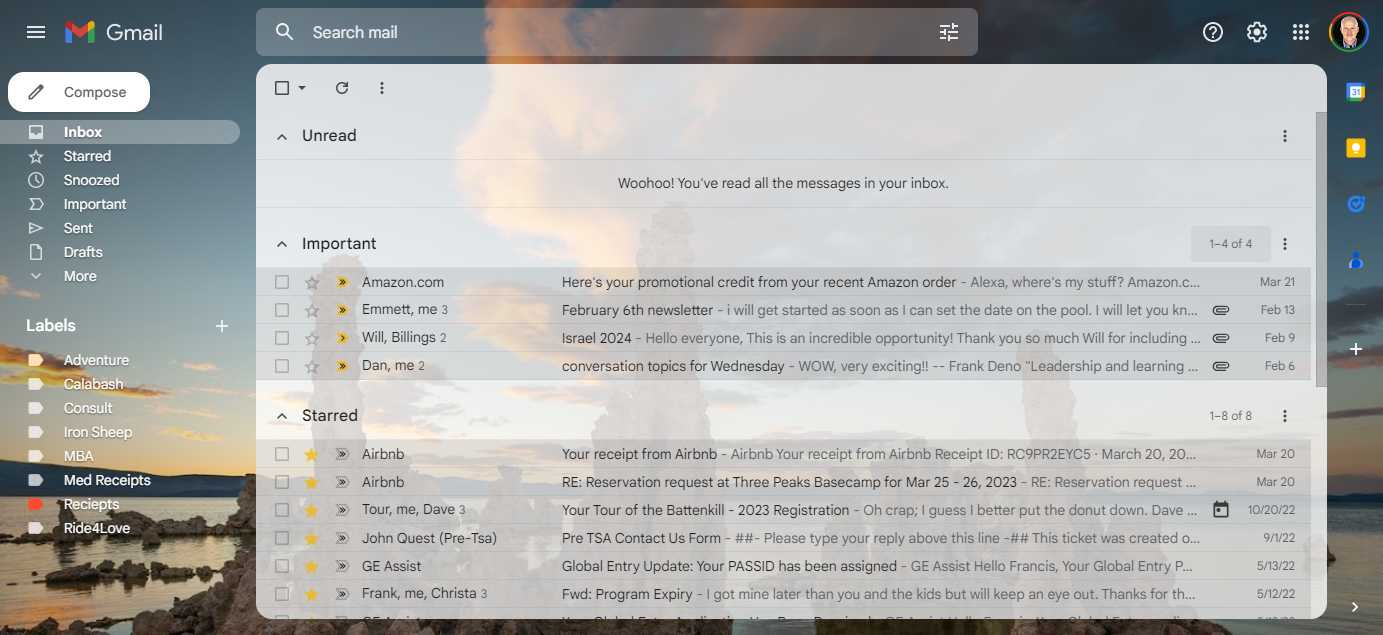 Gmail
Search mail
Compose
Inbox
Starred
Snoozed
Important
Sent
Drafts
More
Labels
Adventure
Calabash
Consult
Iron Sheep
MBA
Med Receipts
Reciepts
Ride4Love
Unread
Woohoo! You've read all the messages in your inbox.
Important 1–4 of 4
Amazon.com Here's your promotional credit from your recent Amazon order - Alexa, where's my stuff? Amazon.c... Mar 21
Emmett, me 3 February 6th newsletter - i will get started as soon as I can set the date on the pool. I will let you kn... Feb 13
Will, Billings 2 Israel 2024 - Hello everyone, This is an incredible opportunity! Thank you so much Will for including ... Feb 9
Dan, me 2 conversation topics for Wednesday - WOW, very exciting!! -- Frank Deno "Leadership and learning ... Feb 6
Starred 1–8 of 8
Airbnb Your receipt from Airbnb - Airbnb Your receipt from Airbnb Receipt ID: RC9PR2EYC5 · March 20, 20... Mar 20
Airbnb RE: Reservation request at Three Peaks Basecamp for Mar 25 - 26, 2023 - RE: Reservation request ... Mar 20
Tour, me, Dave 3 Your Tour of the Battenkill - 2023 Registration - Oh crap; I guess I better put the donut down. Dave ... 10/20/22
John Quest (Pre-Tsa) Pre TSA Contact Us Form - ##- Please type your reply above this line -## This ticket was created o... 9/1/22
GE Assist Global Entry Update: Your PASSID has been assigned - GE Assist Hello Francis, Your Global Entry P... 5/13/22
Frank, me, Christa 3 Fwd: Program Expiry - I got mine later than you and the kids but will keep an eye out. Thanks for th... 5/12/22
31